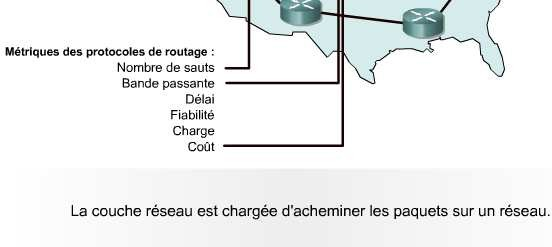 Métriques des protocoles de routage :
Nombre de sauts
Bande passante
Délai
Fiabilité
Charge
Coût
La couche réseau est chargée d'acheminer les paquets sur un réseau.